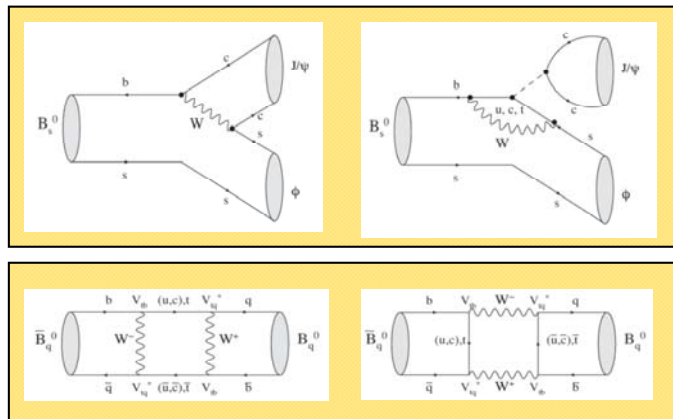 c
J/ψ
b
c
W
s
B_s^0
s
s
ϕ
c
J/ψ
b
c
u, c, t
s
B_s^0
W
s
s
ϕ
b V_tb (u,c),t V_tq^* q
B̄_q^0 W⁻ W⁺ B_q^0
q̄ V_tq^* (ū,c̄),t̄ V_tb b̄
b V_tb W⁻ V_tq^* q
B̄_q^0 (u,c),t (ū,c̄),t̄ B_q^0
q̄ V_tq^* W⁺ V_tb b̄